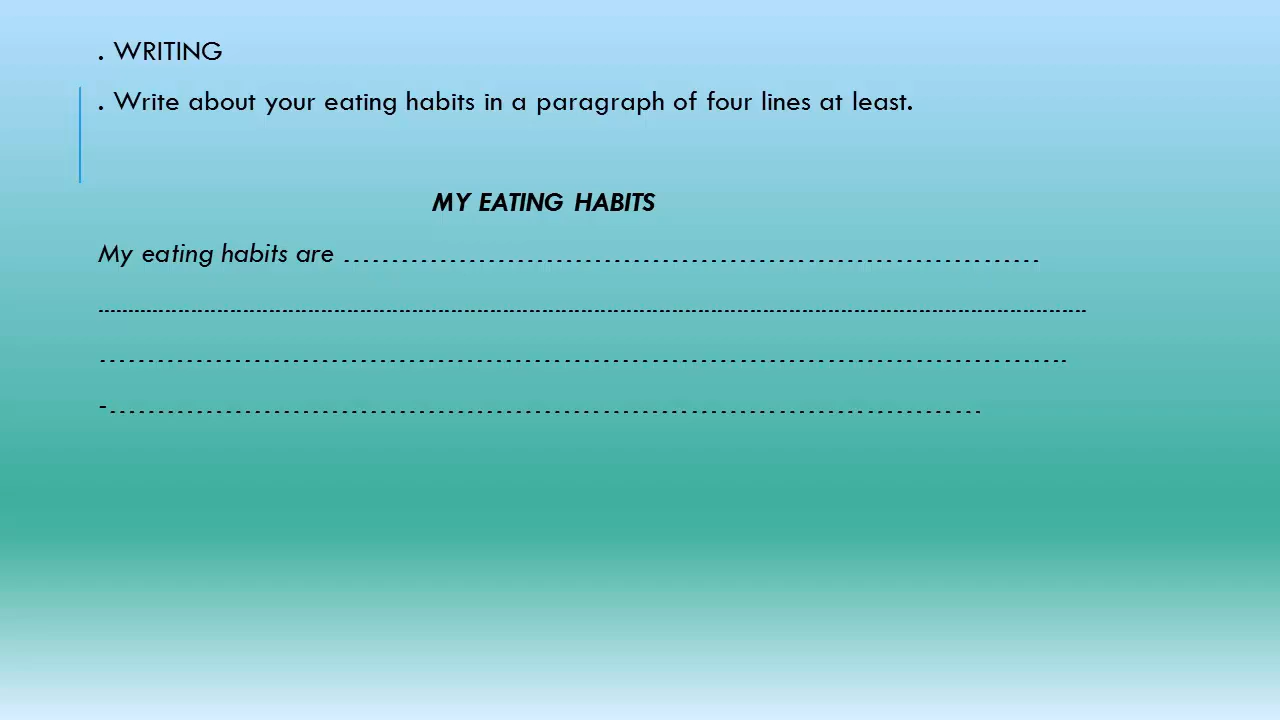 . WRITING
. Write about your eating habits in a paragraph of four lines at least.
MY EATING HABITS
My eating habits are ………………………………………………………………
--------------------------------------------------------------------------------------------------------------------------------------------------------------
……………………………………………………………………………………….
-………………………………………………………………………………